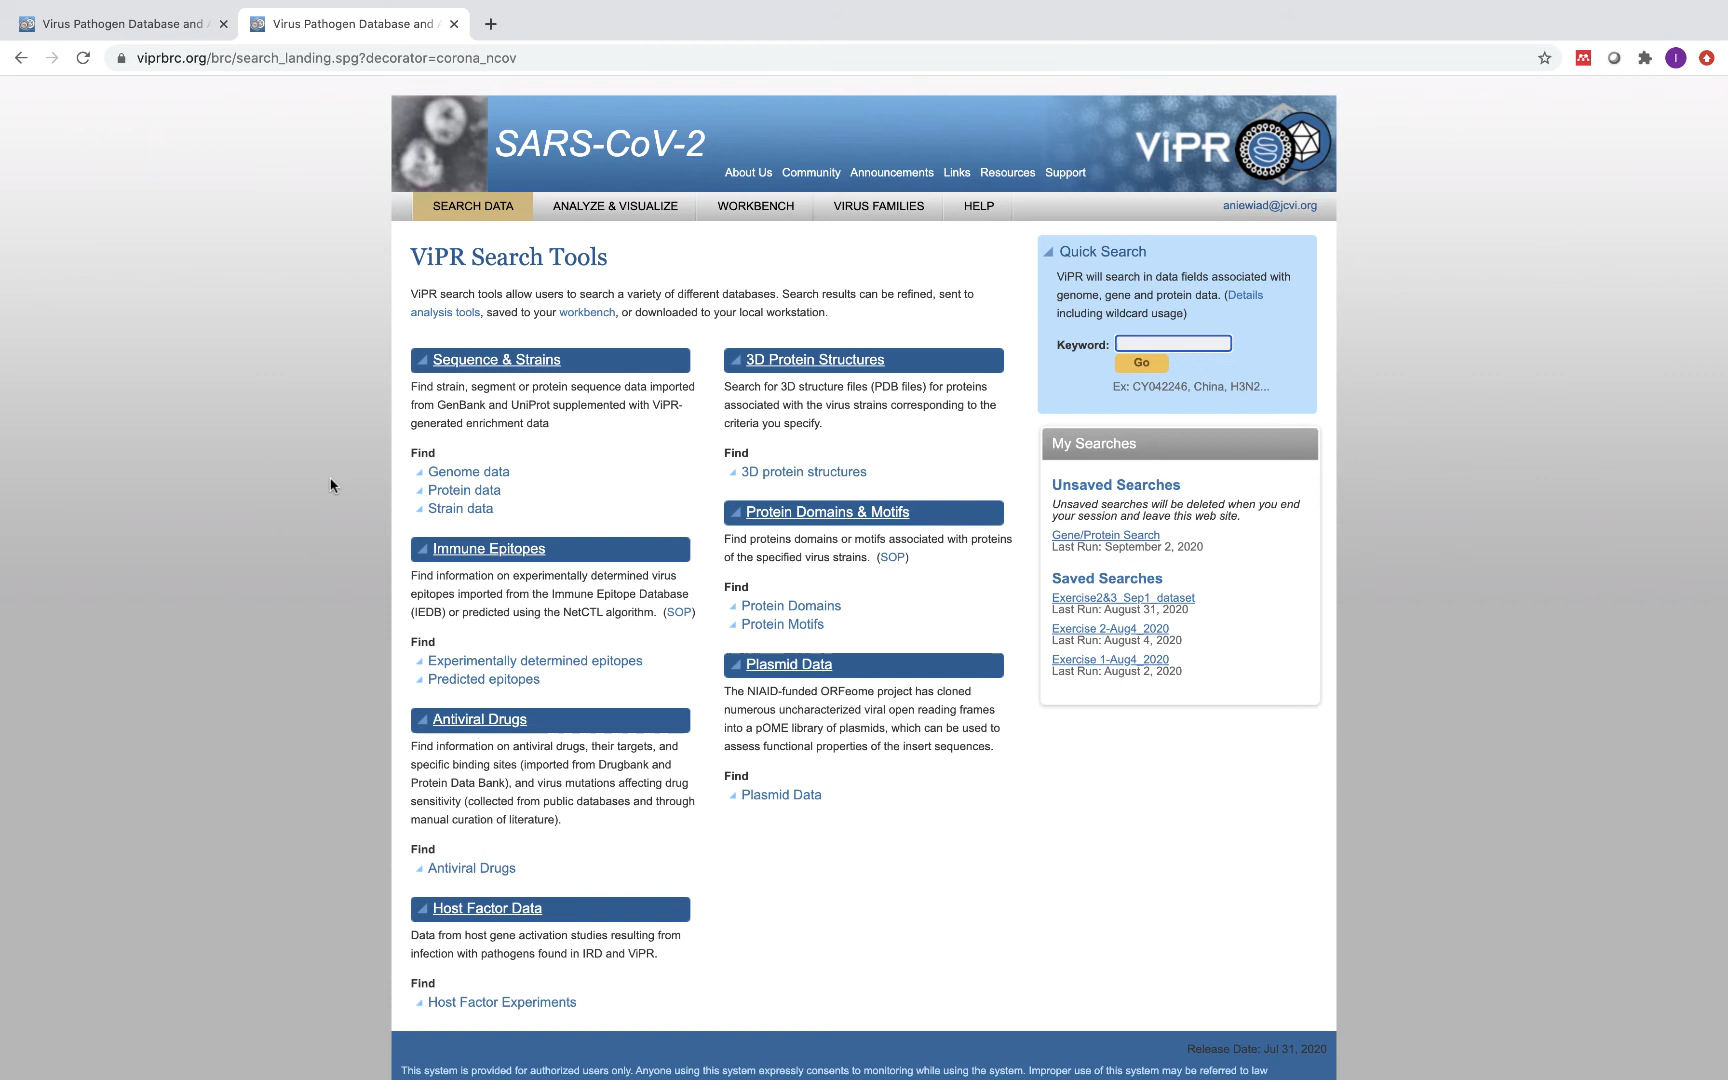 Virus Pathogen Database and
Virus Pathogen Database and
viprbrc.org/brc/search_landing.spg?decorator=corona_ncov
I
SARS-CoV-2
ViPR
About Us Community Announcements Links Resources Support
SEARCH DATA ANALYZE & VISUALIZE WORKBENCH VIRUS FAMILIES HELP
aniewiad@jcvi.org
ViPR Search Tools
ViPR search tools allow users to search a variety of different databases. Search results can be refined, sent to
analysis tools, saved to your workbench, or downloaded to your local workstation.
Sequence & Strains
Find strain, segment or protein sequence data imported
from GenBank and UniProt supplemented with ViPR-
generated enrichment data
Find
Genome data
Protein data
Strain data
Immune Epitopes
Find information on experimentally determined virus
epitopes imported from the Immune Epitope Database
(IEDB) or predicted using the NetCTL algorithm. (SOP)
Find
Experimentally determined epitopes
Predicted epitopes
Antiviral Drugs
Find information on antiviral drugs, their targets, and
specific binding sites (imported from Drugbank and
Protein Data Bank), and virus mutations affecting drug
sensitivity (collected from public databases and through
manual curation of literature).
Find
Antiviral Drugs
Host Factor Data
Data from host gene activation studies resulting from
infection with pathogens found in IRD and ViPR.
Find
Host Factor Experiments
3D Protein Structures
Search for 3D structure files (PDB files) for proteins
associated with the virus strains corresponding to the
criteria you specify.
Find
3D protein structures
Protein Domains & Motifs
Find proteins domains or motifs associated with proteins
of the specified virus strains. (SOP)
Find
Protein Domains
Protein Motifs
Plasmid Data
The NIAID-funded ORFeome project has cloned
numerous uncharacterized viral open reading frames
into a pOME library of plasmids, which can be used to
assess functional properties of the insert sequences.
Find
Plasmid Data
Quick Search
ViPR will search in data fields associated with
genome, gene and protein data. (Details
including wildcard usage)
Keyword:
Go
Ex: CY042246, China, H3N2...
My Searches
Unsaved Searches
Unsaved searches will be deleted when you end
your session and leave this web site.
Gene/Protein Search
Last Run: September 2, 2020
Saved Searches
Exercise2&3_Sep1_dataset
Last Run: August 31, 2020
Exercise 2-Aug4_2020
Last Run: August 4, 2020
Exercise 1-Aug4_2020
Last Run: August 2, 2020
Release Date: Jul 31, 2020
This system is provided for authorized users only. Anyone using this system expressly consents to monitoring while using the system. Improper use of this system may be referred to law